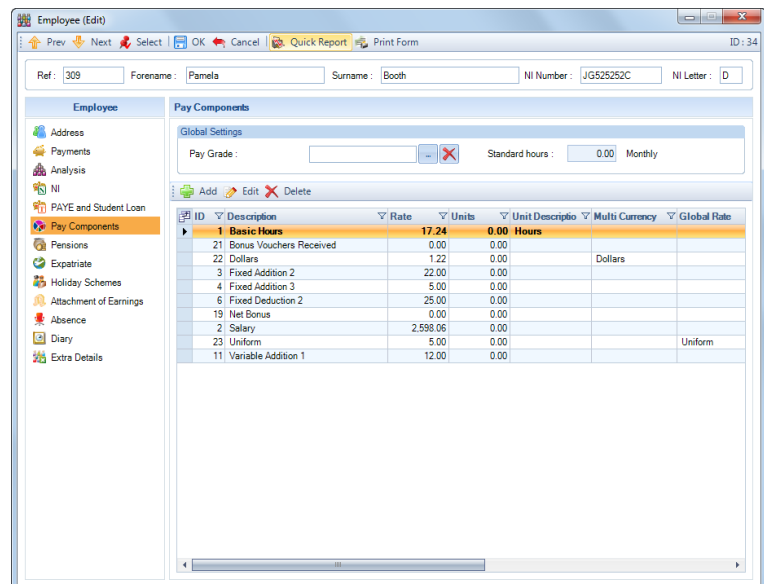 Employee (Edit)
Prev Next Select OK Cancel Quick Report Print Form ID : 34
Ref : 309 Forename : Pamela Surname : Booth NI Number : JG525252C NI Letter : D
Employee
Address
Payments
Analysis
NI
PAYE and Student Loan
Pay Components
Pensions
Expatriate
Holiday Schemes
Attachment of Earnings
Absence
Diary
Extra Details
Pay Components
Global Settings
Pay Grade : ... Standard hours : 0.00 Monthly
Add Edit Delete
ID Description Rate Units Unit Descriptio Multi Currency Global Rate
1 Basic Hours 17.24 0.00 Hours
21 Bonus Vouchers Received 0.00 0.00
22 Dollars 1.22 0.00 Dollars
3 Fixed Addition 2 22.00 0.00
4 Fixed Addition 3 5.00 0.00
6 Fixed Deduction 2 25.00 0.00
19 Net Bonus 0.00 0.00
2 Salary 2,598.06 0.00
23 Uniform 5.00 0.00 Uniform
11 Variable Addition 1 12.00 0.00